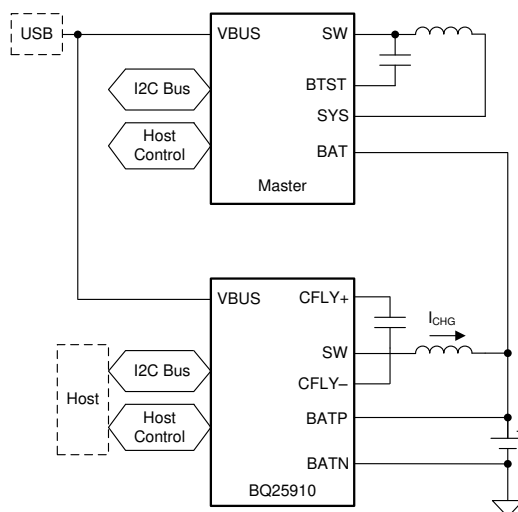 USB
VBUS
SW
I2C Bus
BTST
SYS
Host
Control
BAT
Master
VBUS
CFLY+
ICHG
SW
I2C Bus
Host
CFLY–
Host
Control
BATP
BATN
BQ25910
+